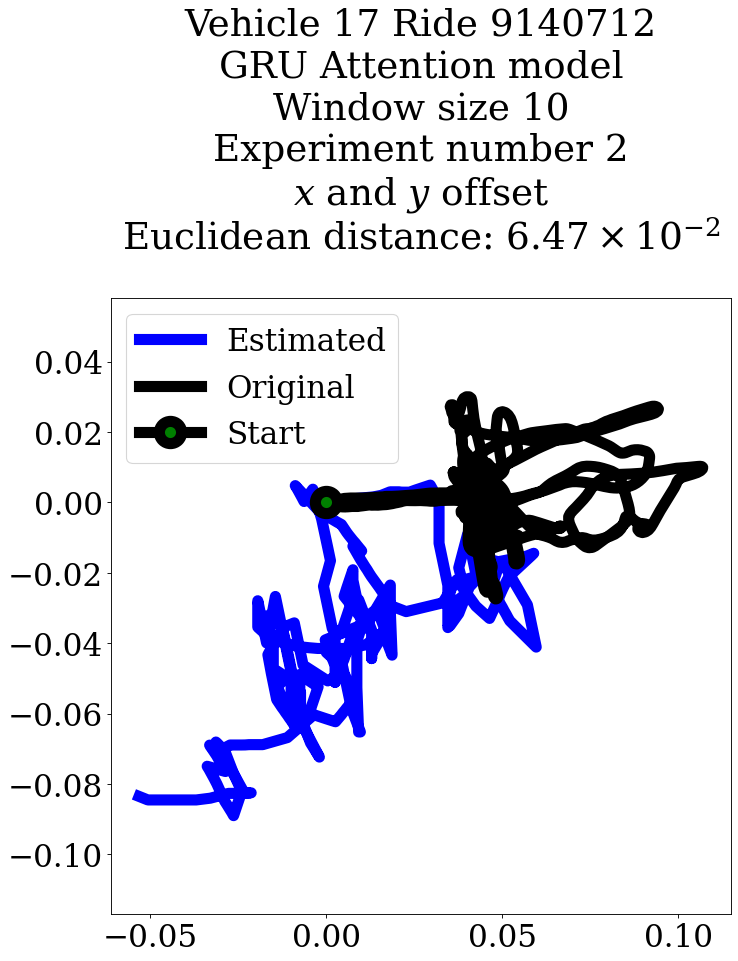 Vehicle 17 Ride 9140712
GRU Attention model
Window size 10
Experiment number 2
x and y offset
Euclidean distance: 6.47 × 10⁻²
Estimated
Original
Start
0.04
0.02
0.00
−0.02
−0.04
−0.06
−0.08
−0.10
−0.05 0.00 0.05 0.10